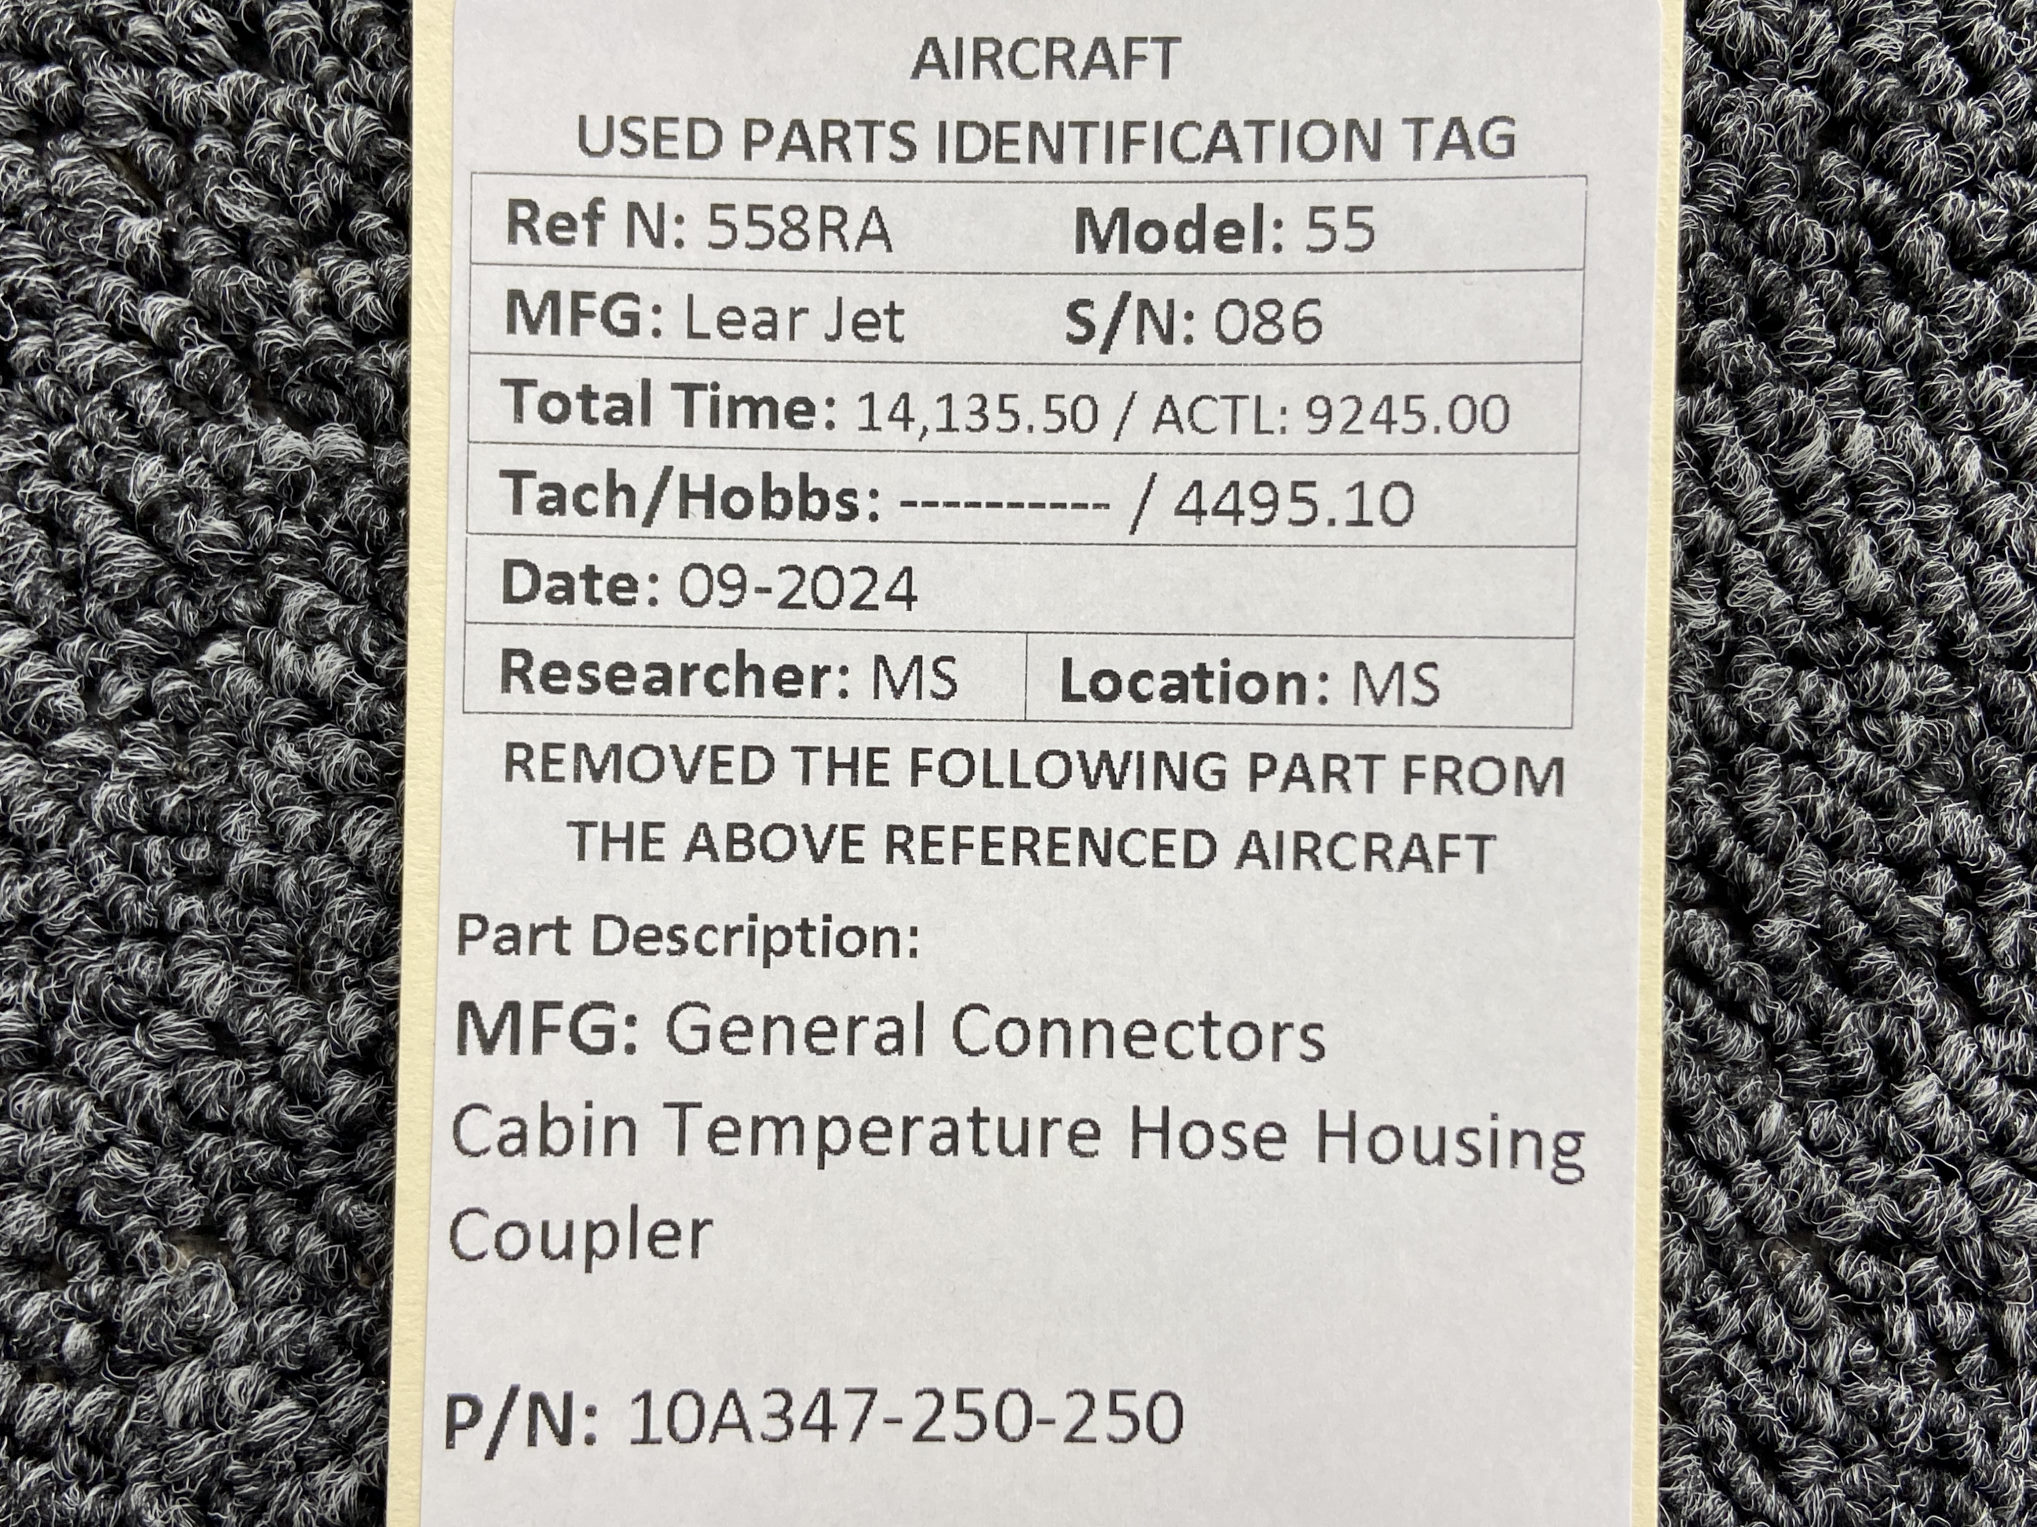 AIRCRAFT
USED PARTS IDENTIFICATION TAG
Ref N: 558RA Model: 55
MFG: Lear Jet S/N: 086
Total Time: 14,135.50 / ACTL: 9245.00
Tach/Hobbs: ---------- / 4495.10
Date: 09-2024
Researcher: MS Location: MS
REMOVED THE FOLLOWING PART FROM
THE ABOVE REFERENCED AIRCRAFT
Part Description:
MFG: General Connectors
Cabin Temperature Hose Housing
Coupler
P/N: 10A347-250-250